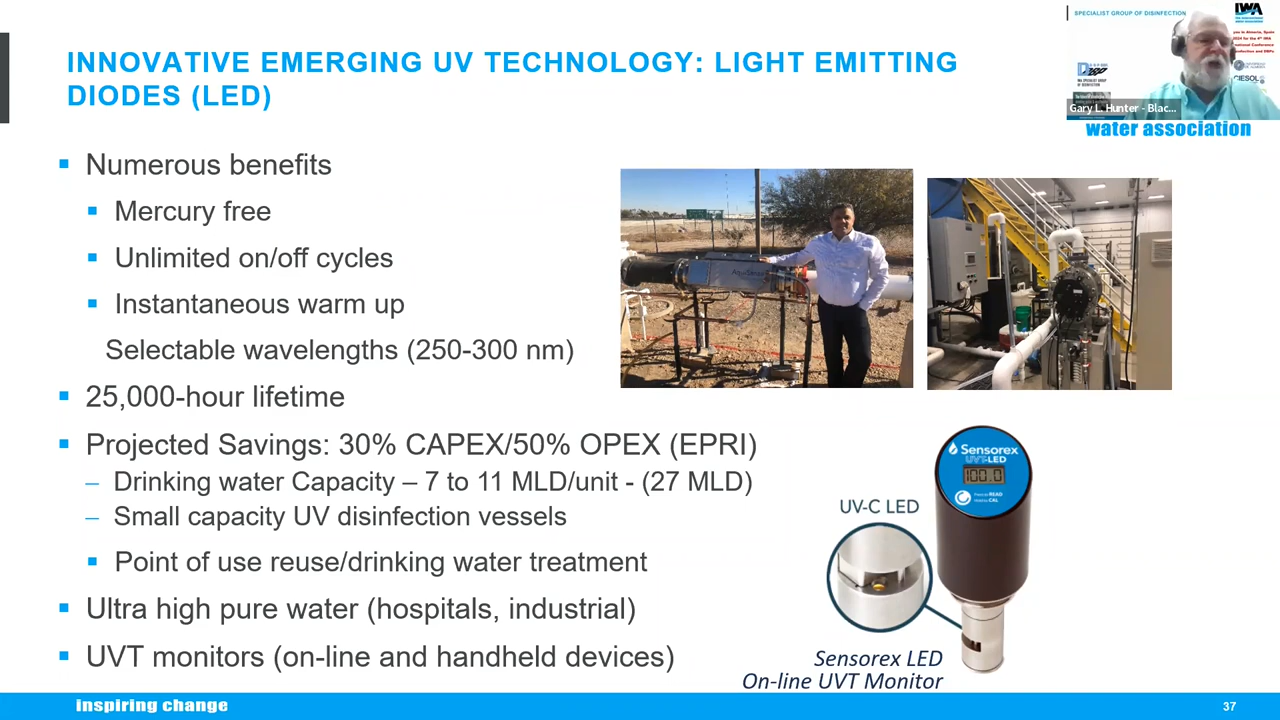 SPECIALIST GROUP OF DISINFECTION
IWA
INNOVATIVE EMERGING UV TECHNOLOGY: LIGHT EMITTING
DIODES (LED)
Gary L. Hunter - Blac...
water association
Numerous benefits
Mercury free
Unlimited on/off cycles
Instantaneous warm up
Selectable wavelengths (250-300 nm)
25,000-hour lifetime
Projected Savings: 30% CAPEX/50% OPEX (EPRI)
Drinking water Capacity – 7 to 11 MLD/unit - (27 MLD)
Small capacity UV disinfection vessels
Point of use reuse/drinking water treatment
Ultra high pure water (hospitals, industrial)
UVT monitors (on-line and handheld devices)
Sensorex
UVT-LED
100.0
UV-C LED
Sensorex LED
On-line UVT Monitor
inspiring change
37